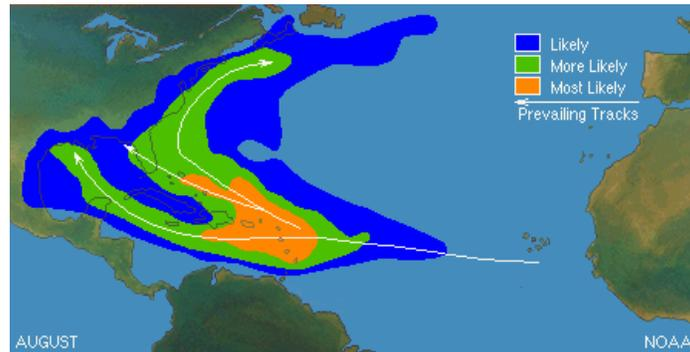 Likely
More Likely
Most Likely
Prevailing Tracks
AUGUST
NOAA